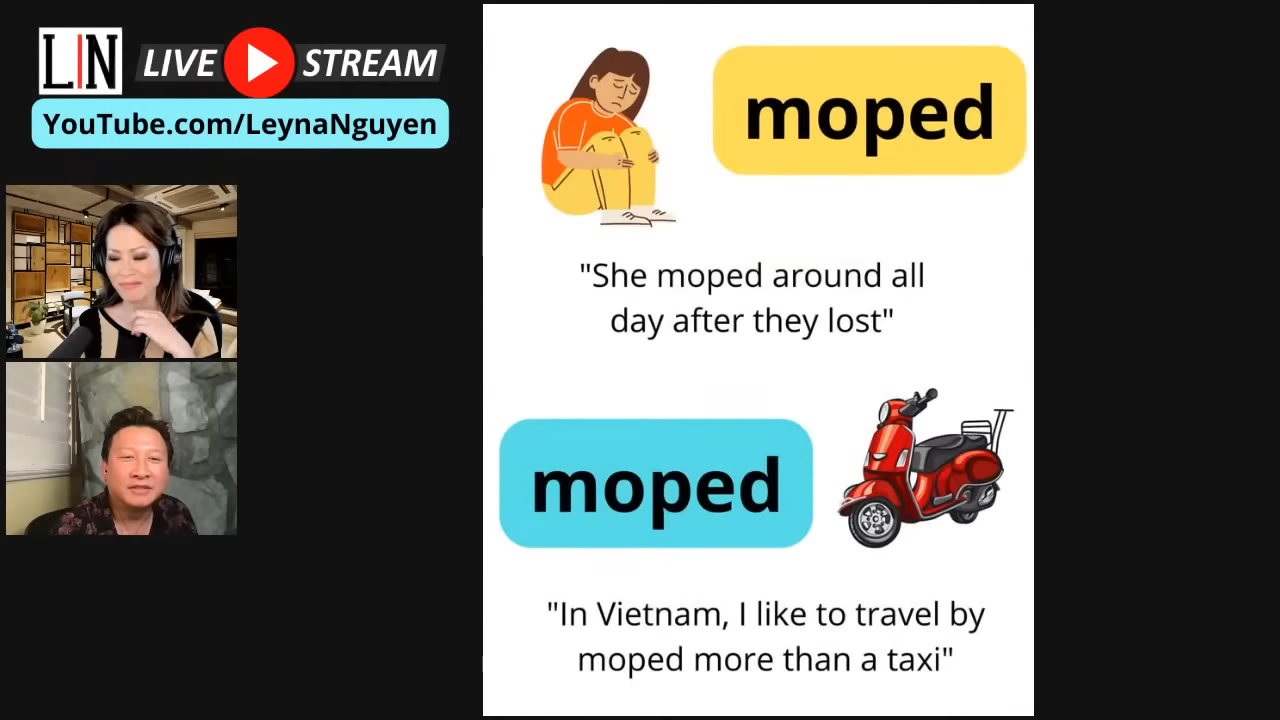 LIN LIVE STREAM
YouTube.com/LeynaNguyen
moped
"She moped around all
day after they lost"
moped
"In Vietnam, I like to travel by
moped more than a taxi"